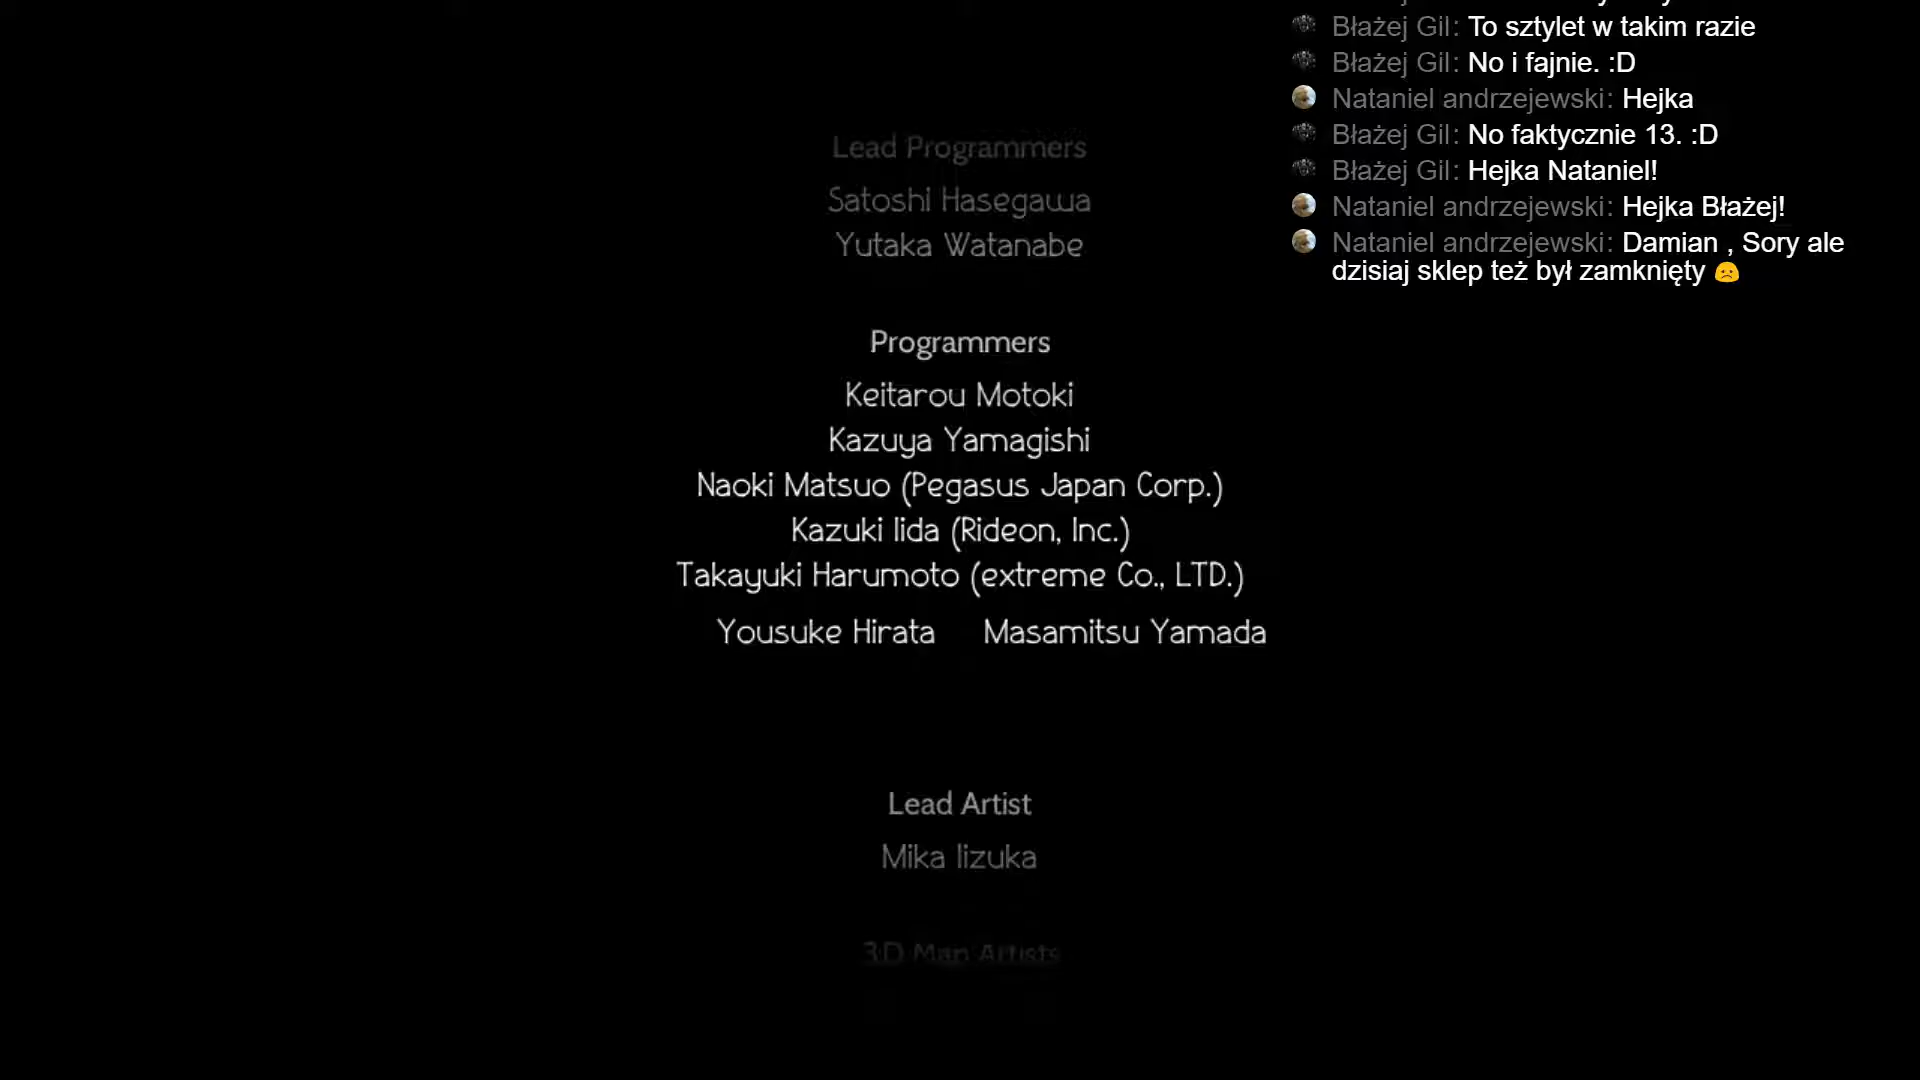 Lead Programmers
Satoshi Hasegawa
Yutaka Watanabe
Programmers
Keitarou Motoki
Kazuya Yamagishi
Naoki Matsuo (Pegasus Japan Corp.)
Kazuki Iida (Rideon, Inc.)
Takayuki Harumoto (extreme Co., LTD.)
Yousuke Hirata Masamitsu Yamada
Lead Artist
Mika Iizuka
3D Map Artists
Błażej Gil: To sztylet w takim razie
Błażej Gil: No i fajnie. :D
Nataniel andrzejewski: Hejka
Błażej Gil: No faktycznie 13. :D
Błażej Gil: Hejka Nataniel!
Nataniel andrzejewski: Hejka Błażej!
Nataniel andrzejewski: Damian , Sory ale
dzisiaj sklep też był zamknięty